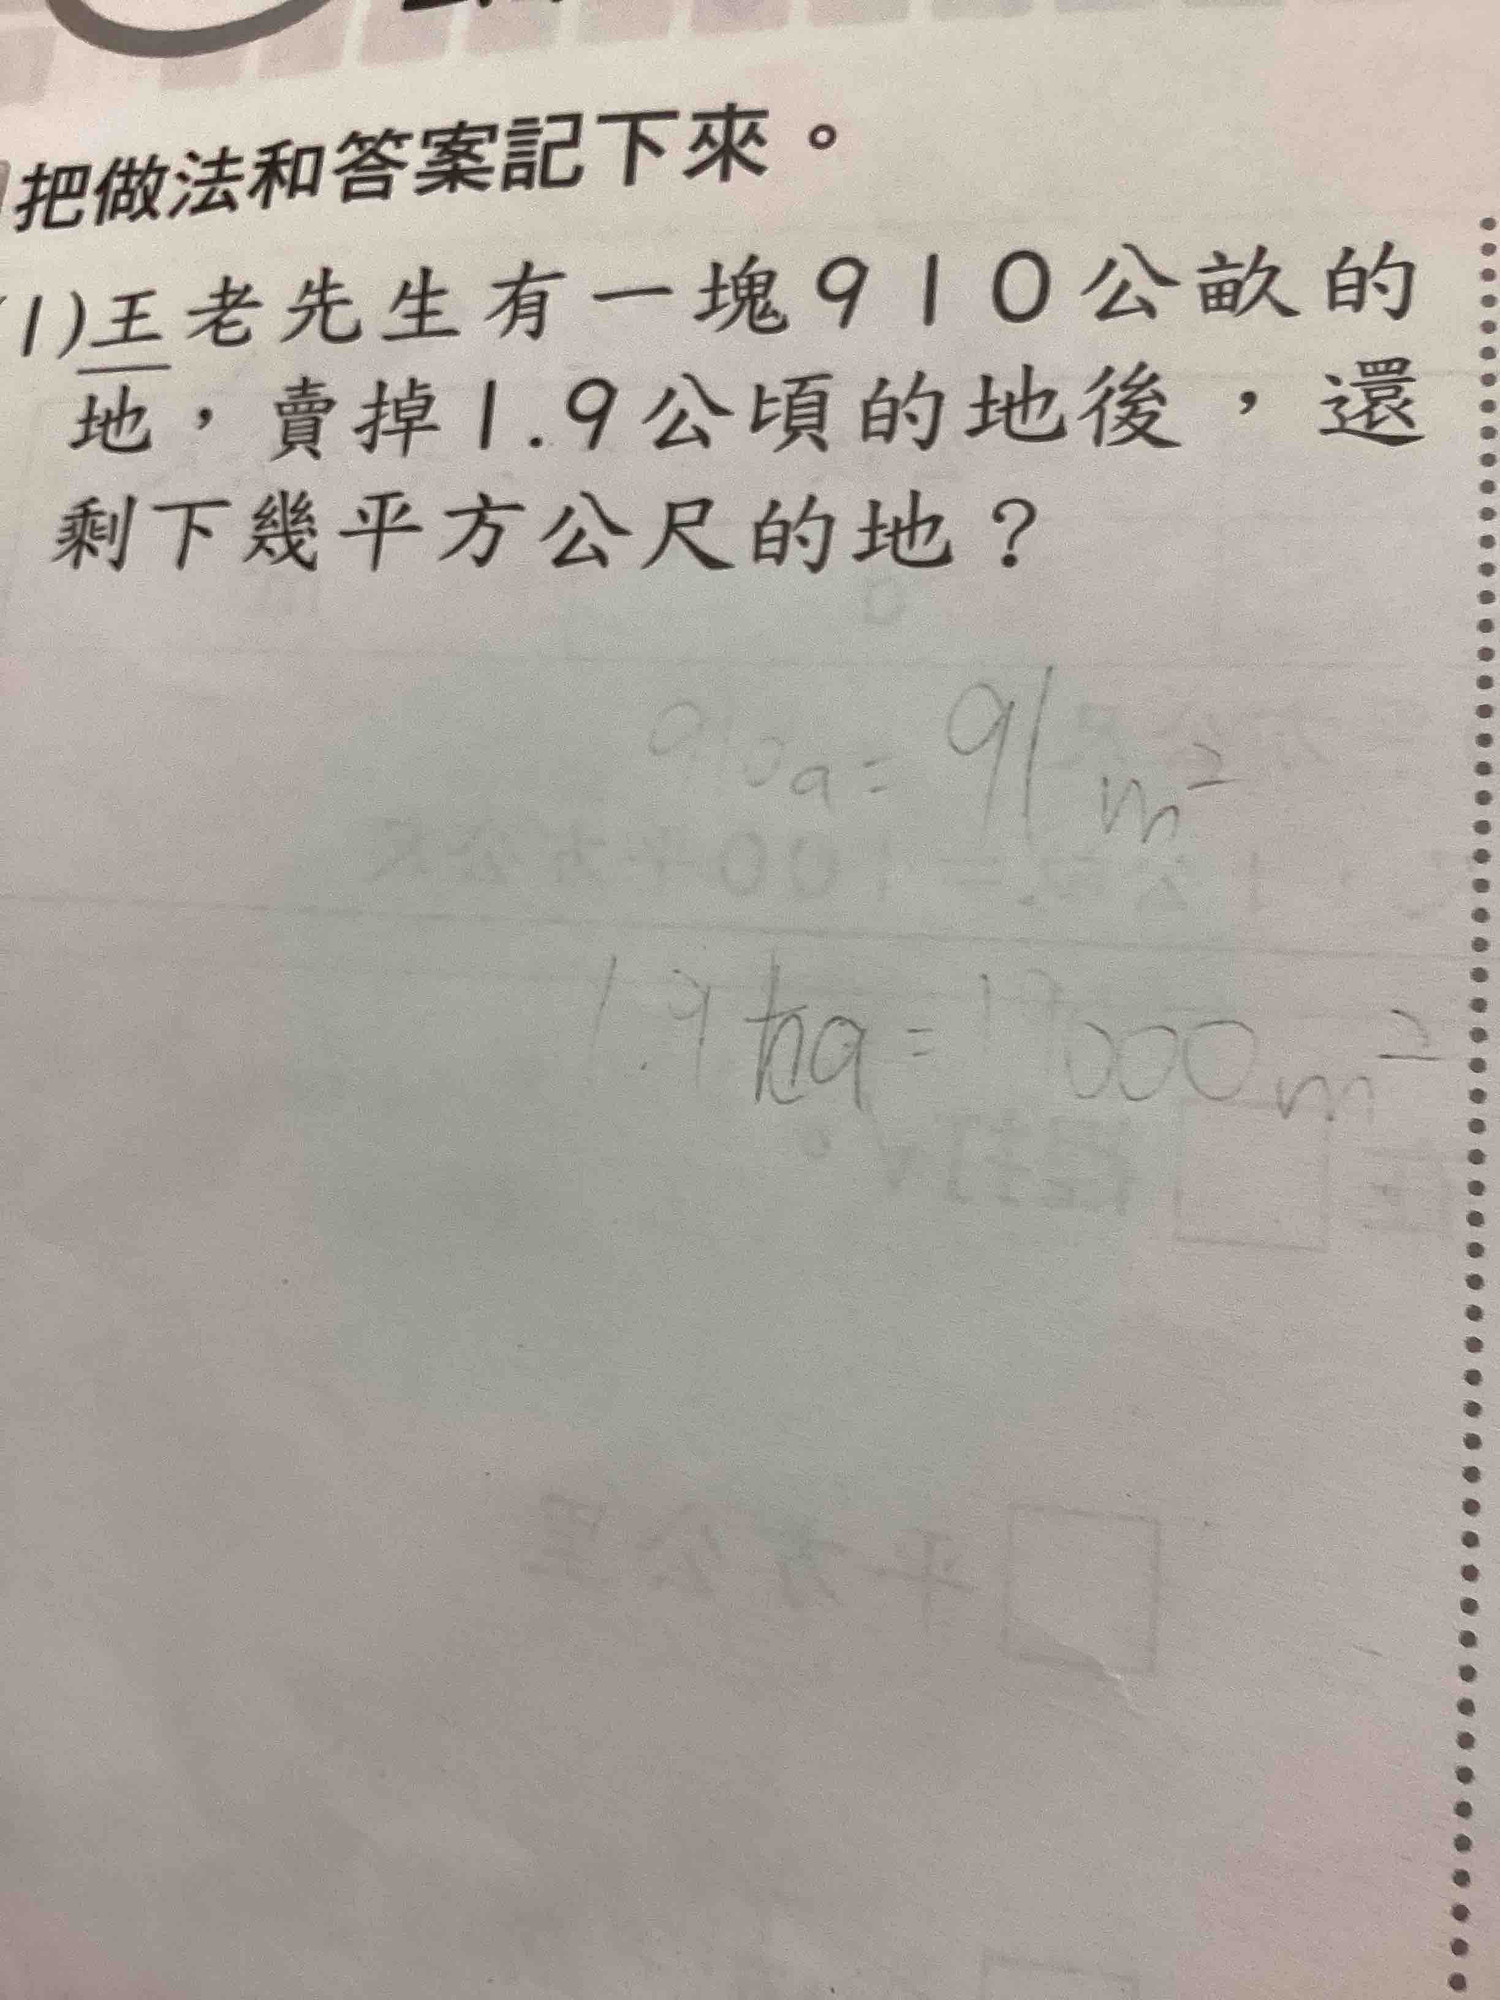 把做法和答案記下來。
(1)王老先生有一塊910公畝的
地，賣掉1.9公頃的地後，還
剩下幾平方公尺的地？
910a=91m²
1.9ha=19000m²